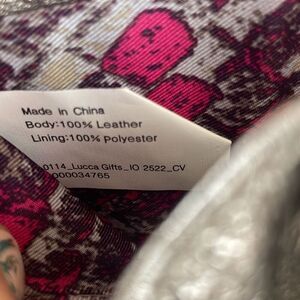 Made in China
Body:100% Leather
Lining:100% Polyester
0114_Lucca Gifts_IO 2522_CV
000034765